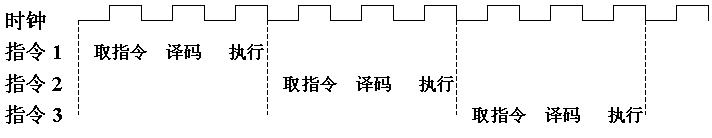 时钟
指令 1 取指令 译码 执行
指令 2 取指令 译码 执行
指令 3 取指令 译码 执行